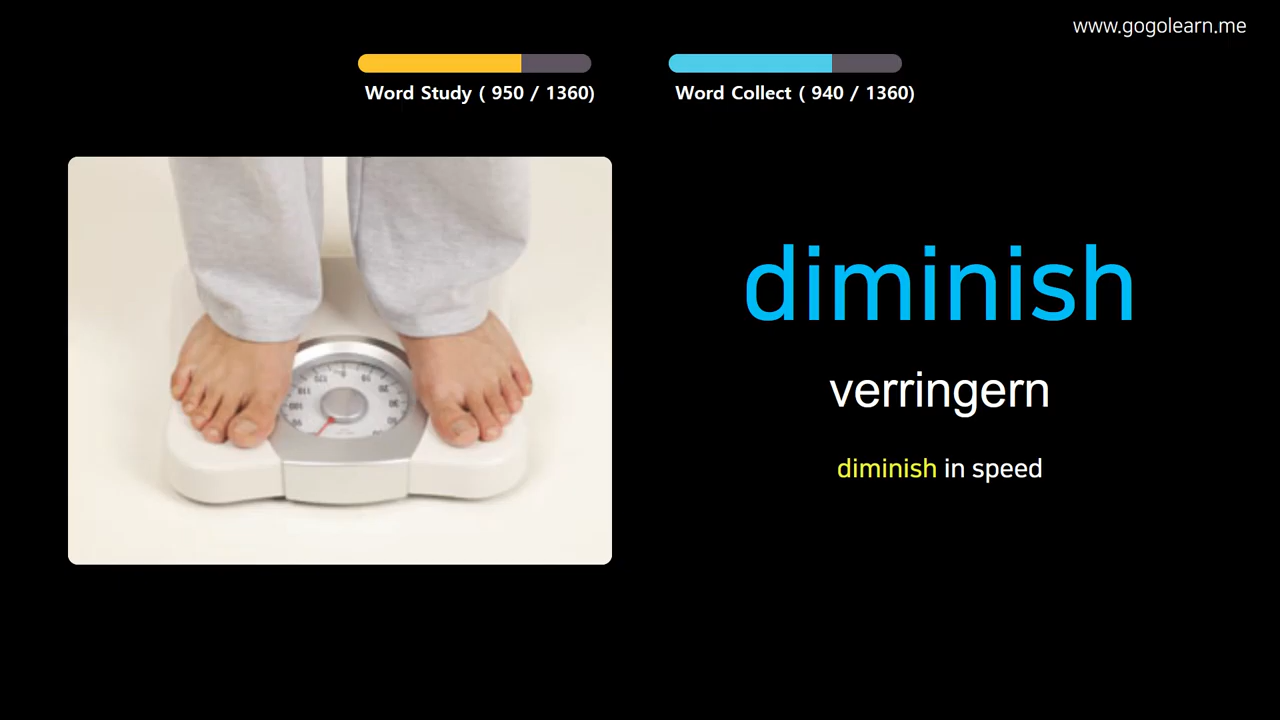 www.gogolearn.me
Word Study ( 950 / 1360)
Word Collect ( 940 / 1360)
diminish
verringern
diminish in speed